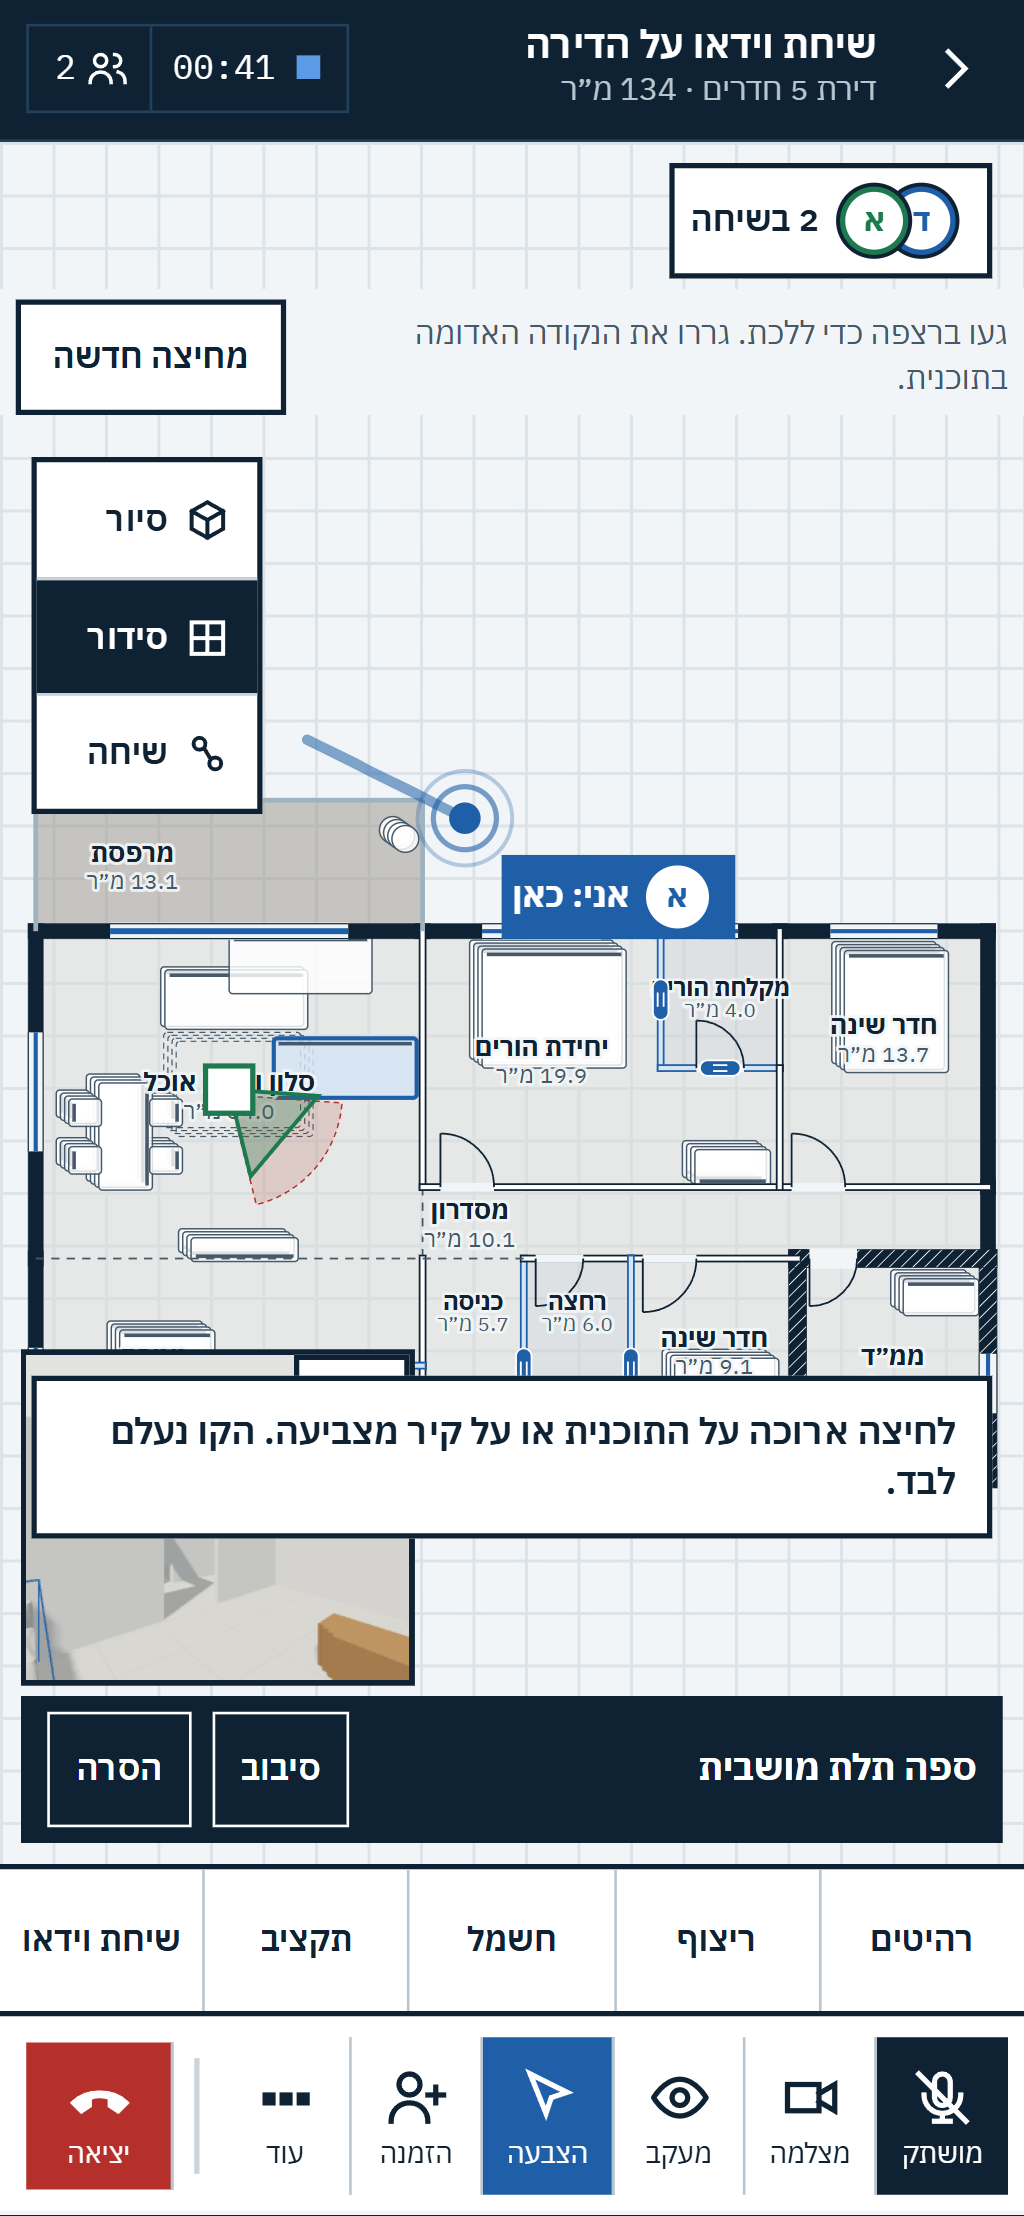 שיחת וידאו על הדירה
דירת 5 חדרים · 134 מ״ר
00:41
2
ד
א
2 בשיחה
געו ברצפה כדי ללכת. גררו את הנקודה האדומה
בתוכנית.
מחיצה חדשה
סיור
סידור
שיחה
מרפסת
13.1 מ״ר
א
אני: כאן
מקלחת הורים
4.0 מ״ר
חדר שינה
13.7 מ״ר
יחידת הורים
19.9 מ״ר
סלון
אוכל
מסדרון
10.1 מ״ר
כניסה
5.7 מ״ר
רחצה
6.0 מ״ר
חדר שינה
9.1 מ״ר
ממ״ד
לחיצה ארוכה על התוכנית או על קיר מצביעה. הקו נעלם
לבד.
ספה תלת מושבית
סיבוב
הסרה
רהיטים
ריצוף
חשמל
תקציב
שיחת וידאו
מושתק
מצלמה
מעקב
הצבעה
הזמנה
עוד
יציאה